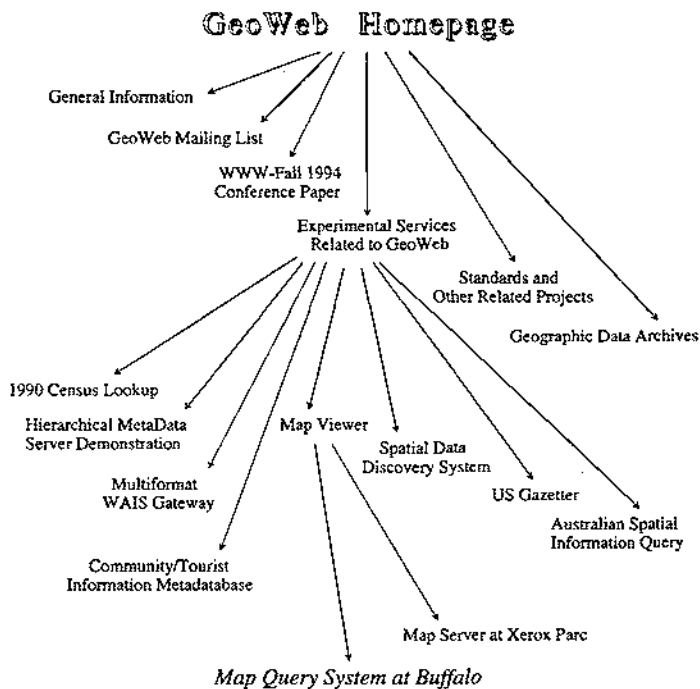 GeoWeb Homepage
General Information
GeoWeb Mailing List
WWW-Fall 1994
Conference Paper
Experimental Services
Related to GeoWeb
Standards and
Other Related Projects
Geographic Data Archives
1990 Census Lookup
Hierarchical MetaData
Server Demonstration
Map Viewer
Spatial Data
Discovery System
Multiformat
WAIS Gateway
US Gazetter
Australian Spatial
Information Query
Community/Tourist
Information Metadatabase
Map Server at Xerox Parc
Map Query System at Buffalo